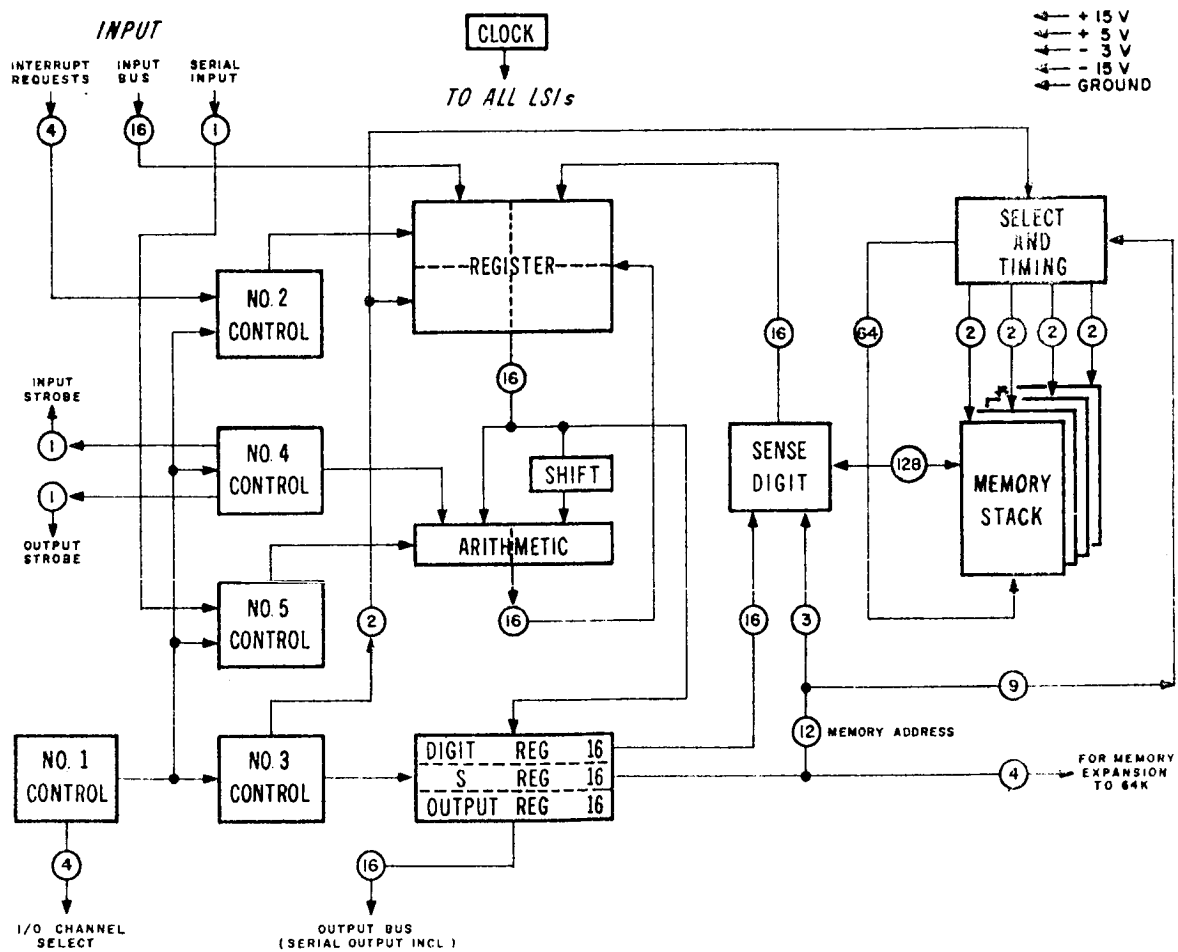 INPUT
INTERRUPT
REQUESTS
INPUT
BUS
SERIAL
INPUT
4
16
1
CLOCK
TO ALL LSIs
+ 15 V
+ 5 V
- 3 V
- 15 V
GROUND
REGISTER
SELECT
AND
TIMING
NO. 2
CONTROL
16
64
2
2
2
2
16
INPUT
STROBE
1
1
OUTPUT
STROBE
NO. 4
CONTROL
SHIFT
ARITHMETIC
SENSE
DIGIT
128
MEMORY
STACK
NO. 5
CONTROL
2
16
16
3
9
12
MEMORY ADDRESS
NO. 1
CONTROL
NO. 3
CONTROL
DIGIT REG 16
S REG 16
OUTPUT REG 16
4
FOR MEMORY
EXPANSION
TO 64K
4
16
I/O CHANNEL
SELECT
OUTPUT BUS
(SERIAL OUTPUT INCL.)